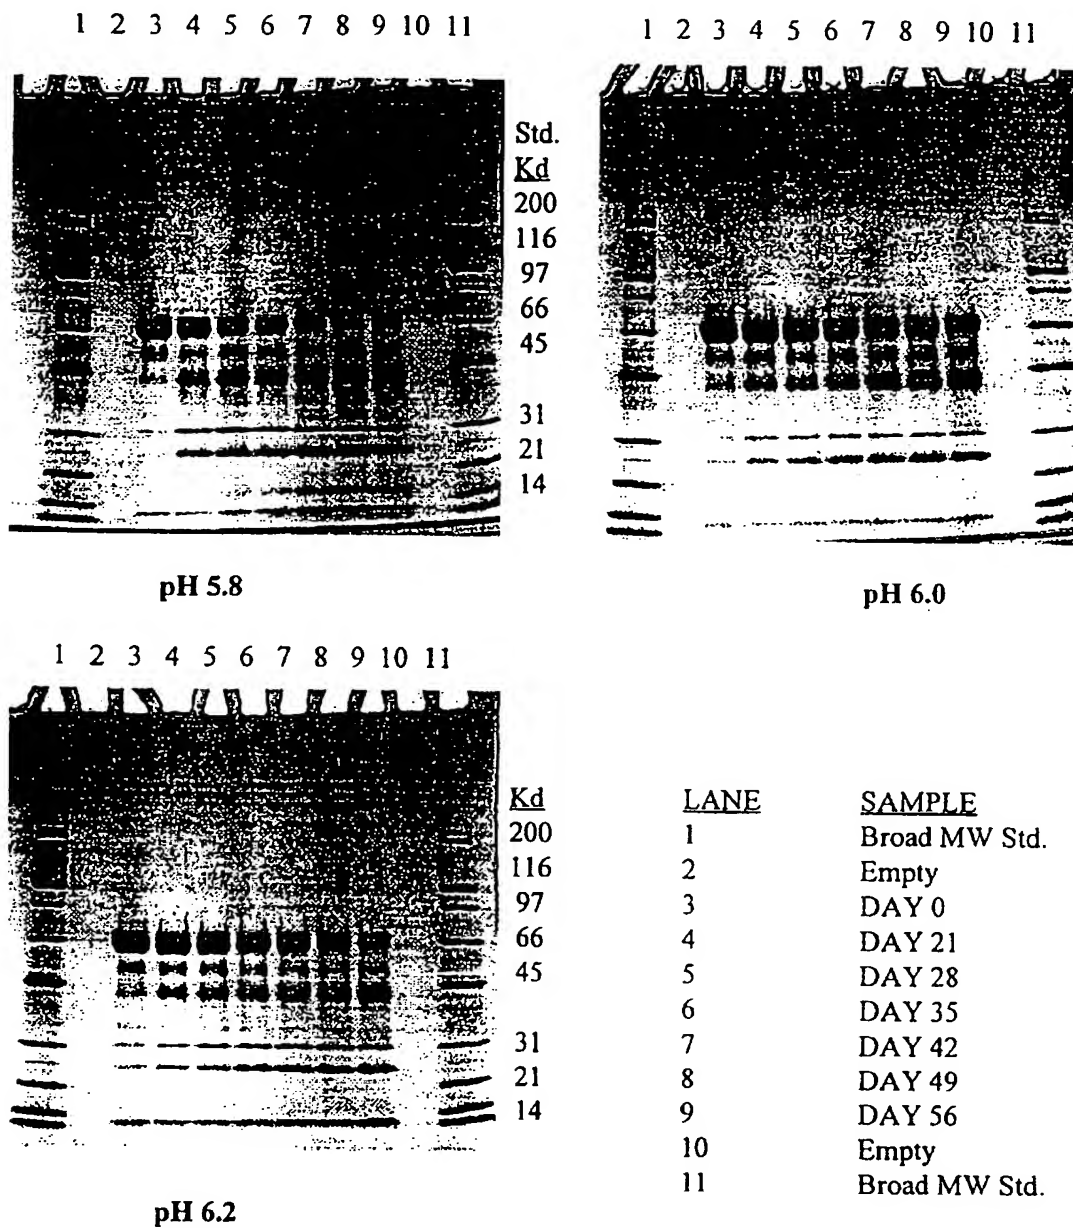 1 2 3 4 5 6 7 8 9 10 11
1 2 3 4 5 6 7 8 9 10 11
Std.
Kd
200
116
97
66
45
31
21
14
pH 5.8
pH 6.0
1 2 3 4 5 6 7 8 9 10 11
Kd
200
116
97
66
45
31
21
14
pH 6.2
LANE SAMPLE
1 Broad MW Std.
2 Empty
3 DAY 0
4 DAY 21
5 DAY 28
6 DAY 35
7 DAY 42
8 DAY 49
9 DAY 56
10 Empty
11 Broad MW Std.